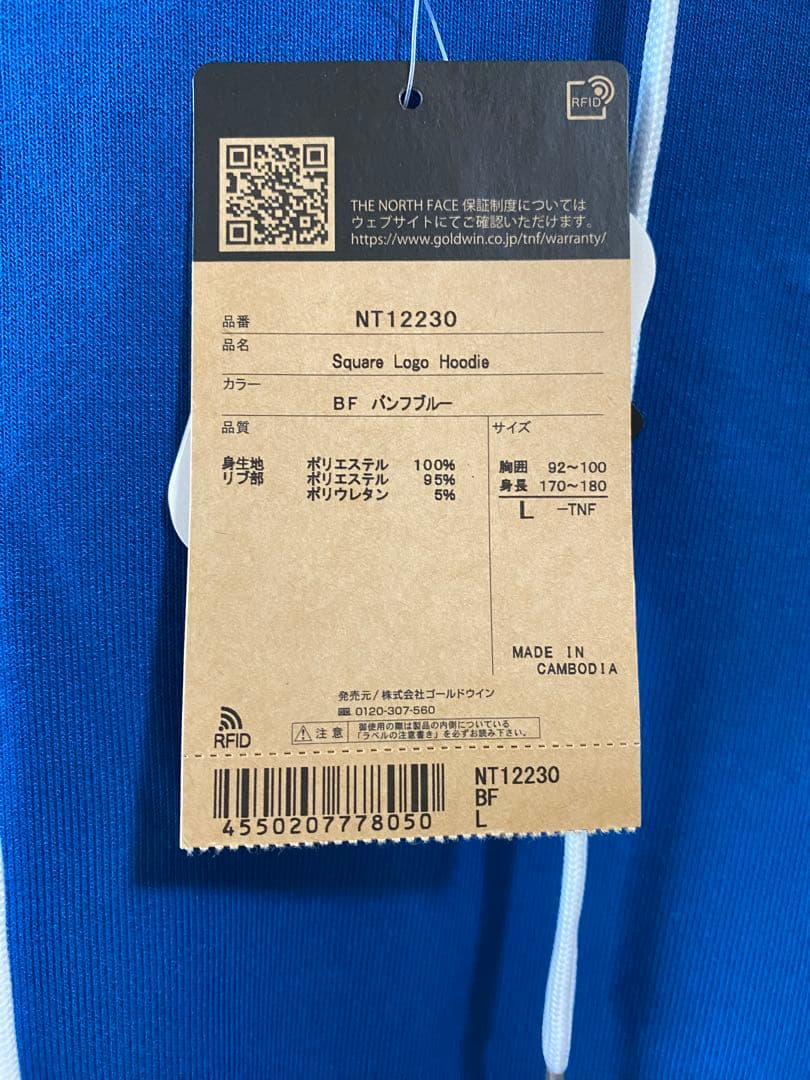 RFID
THE NORTH FACE 保証制度については
ウェブサイトにてご確認いただけます。
https://www.goldwin.co.jp/tnf/warranty/
品番 NT12230
品名
Square Logo Hoodie
カラー
BF バンフブルー
品質
身生地 ポリエステル 100%
リブ部 ポリエステル 95%
ポリウレタン 5%
サイズ
胸囲 92～100
身長 170～180
L -TNF
MADE IN
CAMBODIA
発売元/株式会社ゴールドウイン
0120-307-560
RFID
注意
御使用の際は製品の内側についている
「ラベルの注意書き」を必ずお読み下さい。
4550207778050
NT12230
BF
L